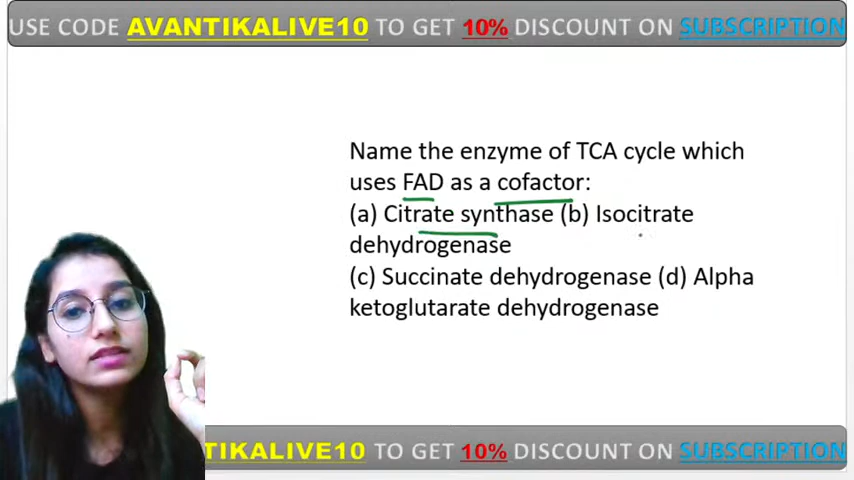 USE CODE AVANTIKALIVE10 TO GET 10% DISCOUNT ON SUBSCRIPTION
Name the enzyme of TCA cycle which
uses FAD as a cofactor:
(a) Citrate synthase (b) Isocitrate
dehydrogenase
(c) Succinate dehydrogenase (d) Alpha
ketoglutarate dehydrogenase
TIKALIVE10 TO GET 10% DISCOUNT ON SUBSCRIPTION